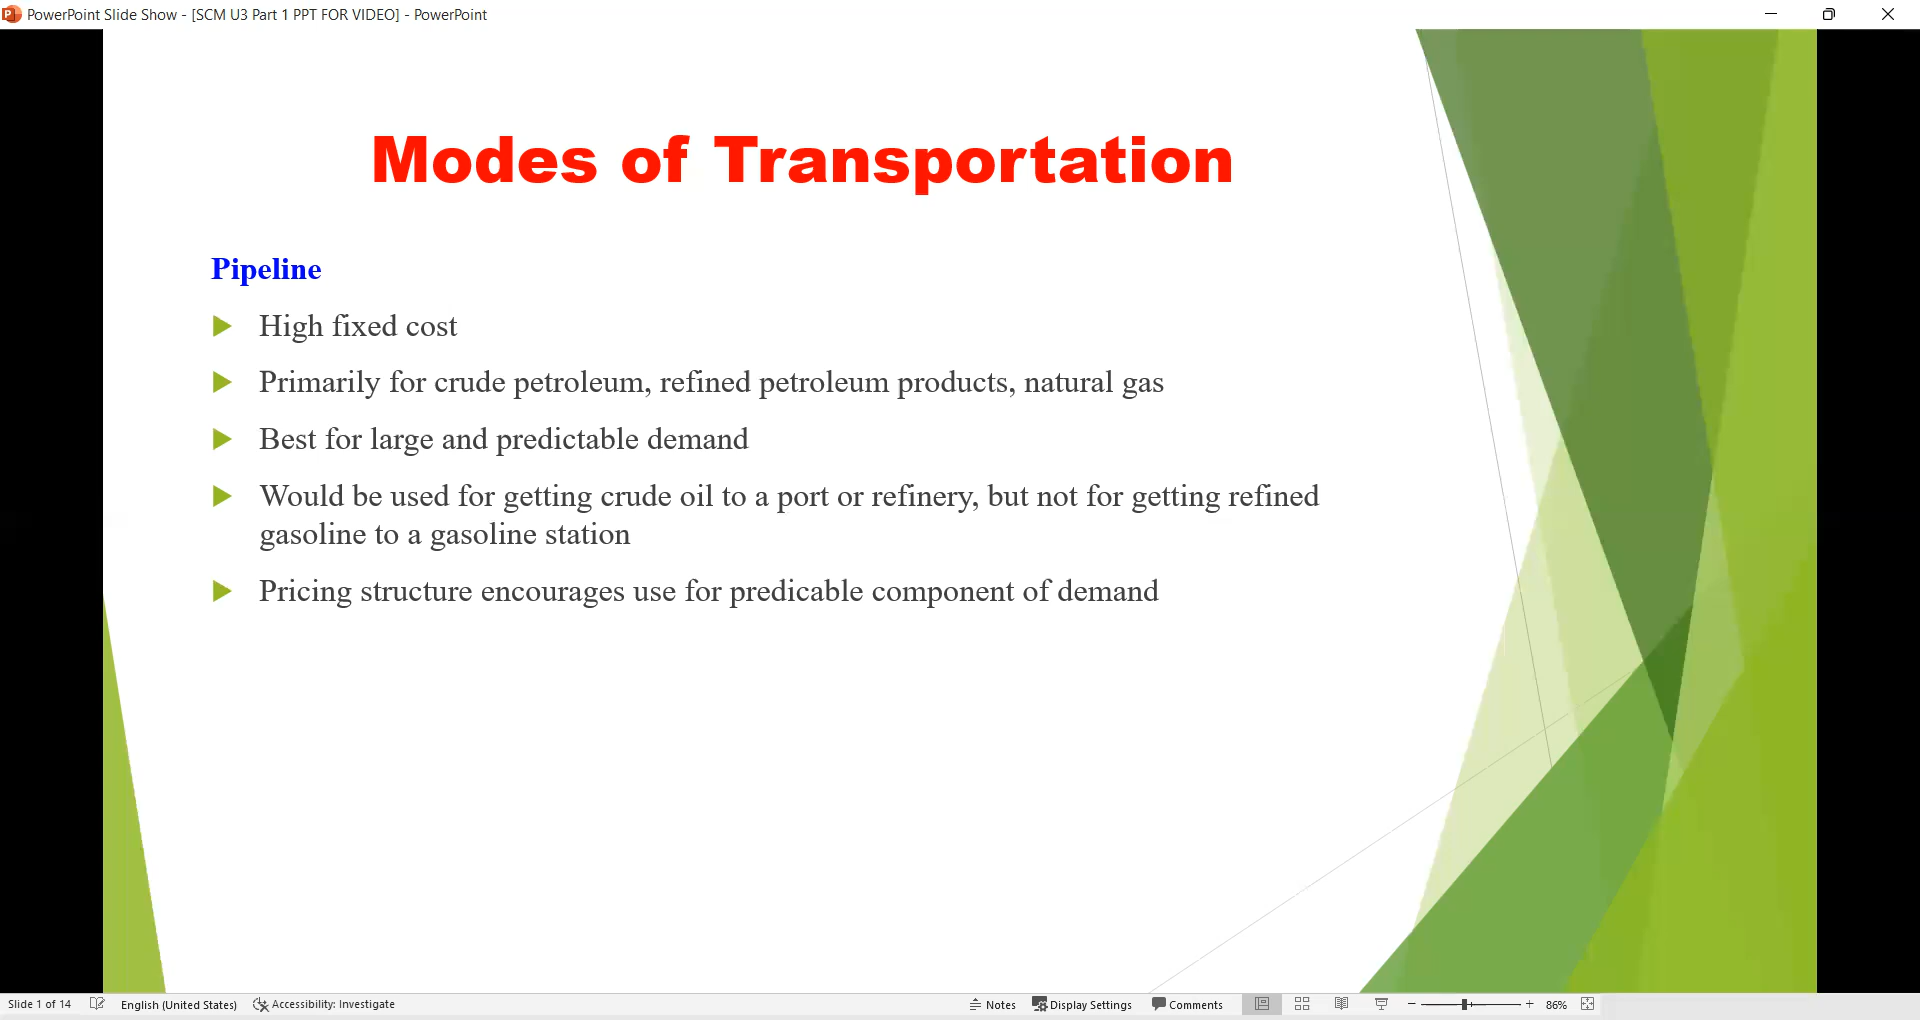 PowerPoint Slide Show - [SCM U3 Part 1 PPT FOR VIDEO] - PowerPoint
Modes of Transportation
Pipeline
High fixed cost
Primarily for crude petroleum, refined petroleum products, natural gas
Best for large and predictable demand
Would be used for getting crude oil to a port or refinery, but not for getting refined
gasoline to a gasoline station
Pricing structure encourages use for predicable component of demand
Slide 1 of 14 English (United States) Accessibility: Investigate Notes Display Settings Comments 86%